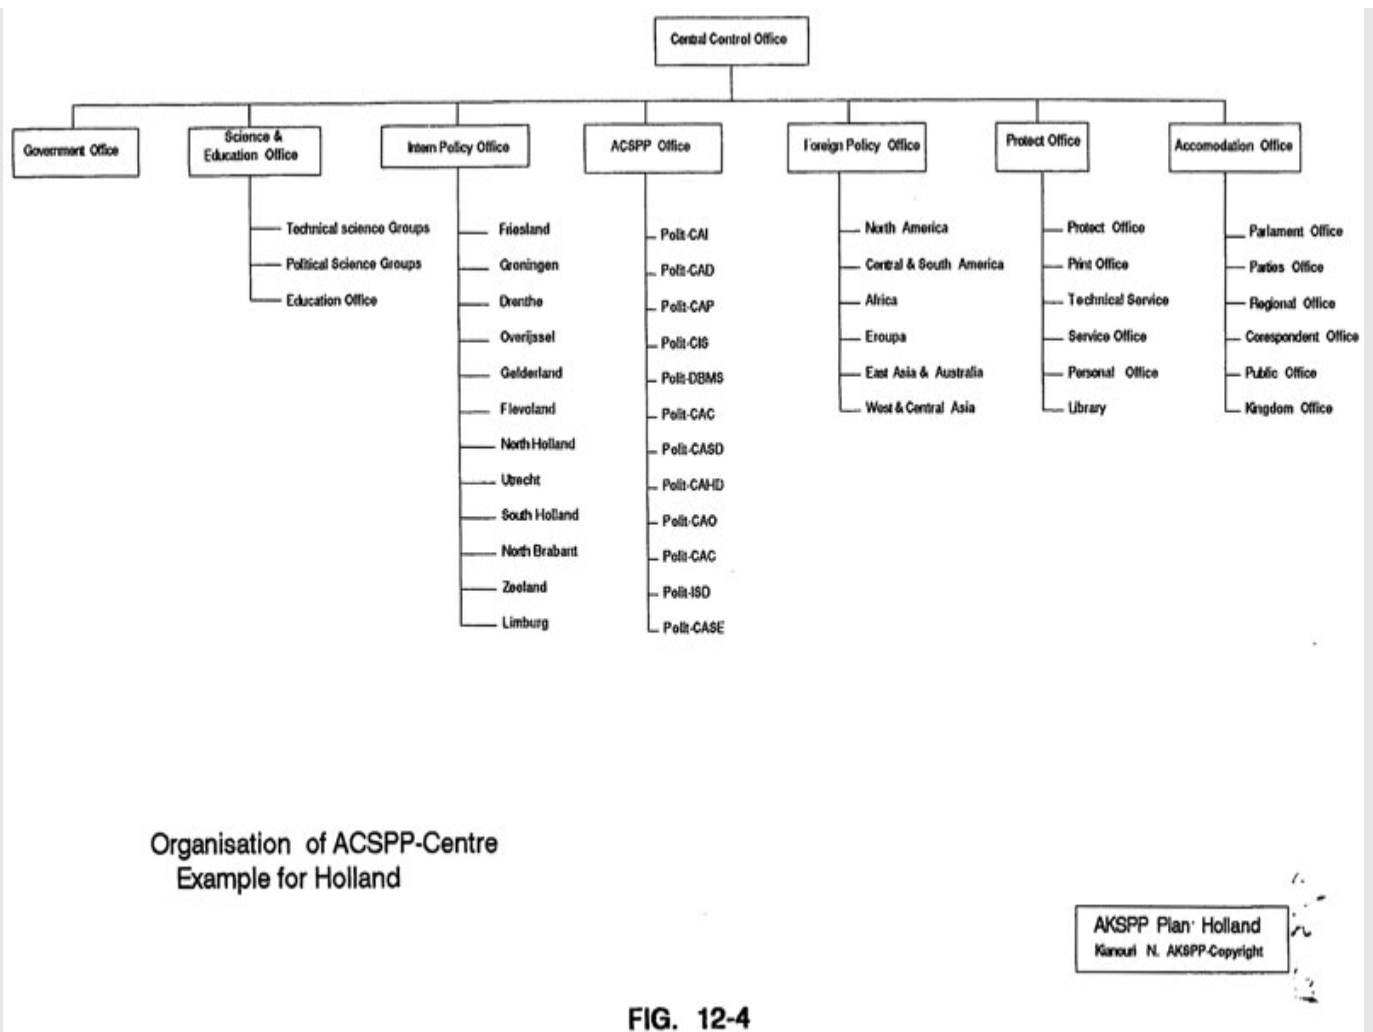 Central Control Office
Government Office
Science &
Education Office
Intern Policy Office
ACSPP Office
Foreign Policy Office
Protect Office
Accomodation Office
Technical science Groups
Political Science Groups
Education Office
Friesland
Groningen
Drenthe
Overijssel
Gelderland
Flevoland
North Holland
Utrecht
South Holland
North Brabant
Zeeland
Limburg
Polit-CAI
Polit-CAD
Polit-CAP
Polit-CIS
Polit-DBMS
Polit-CAC
Polit-CASD
Polit-CAHD
Polit-CAO
Polit-CAC
Polit-ISD
Polit-CASE
North America
Central & South America
Africa
Eroupa
East Asia & Australia
West & Central Asia
Protect Office
Print Office
Technical Service
Service Office
Personal Office
Library
Parlament Office
Parties Office
Regional Office
Corespondent Office
Public Office
Kingdom Office
Organisation of ACSPP-Centre
Example for Holland
AKSPP Plan Holland
Kianouri N. AKSPP-Copyright
FIG. 12-4